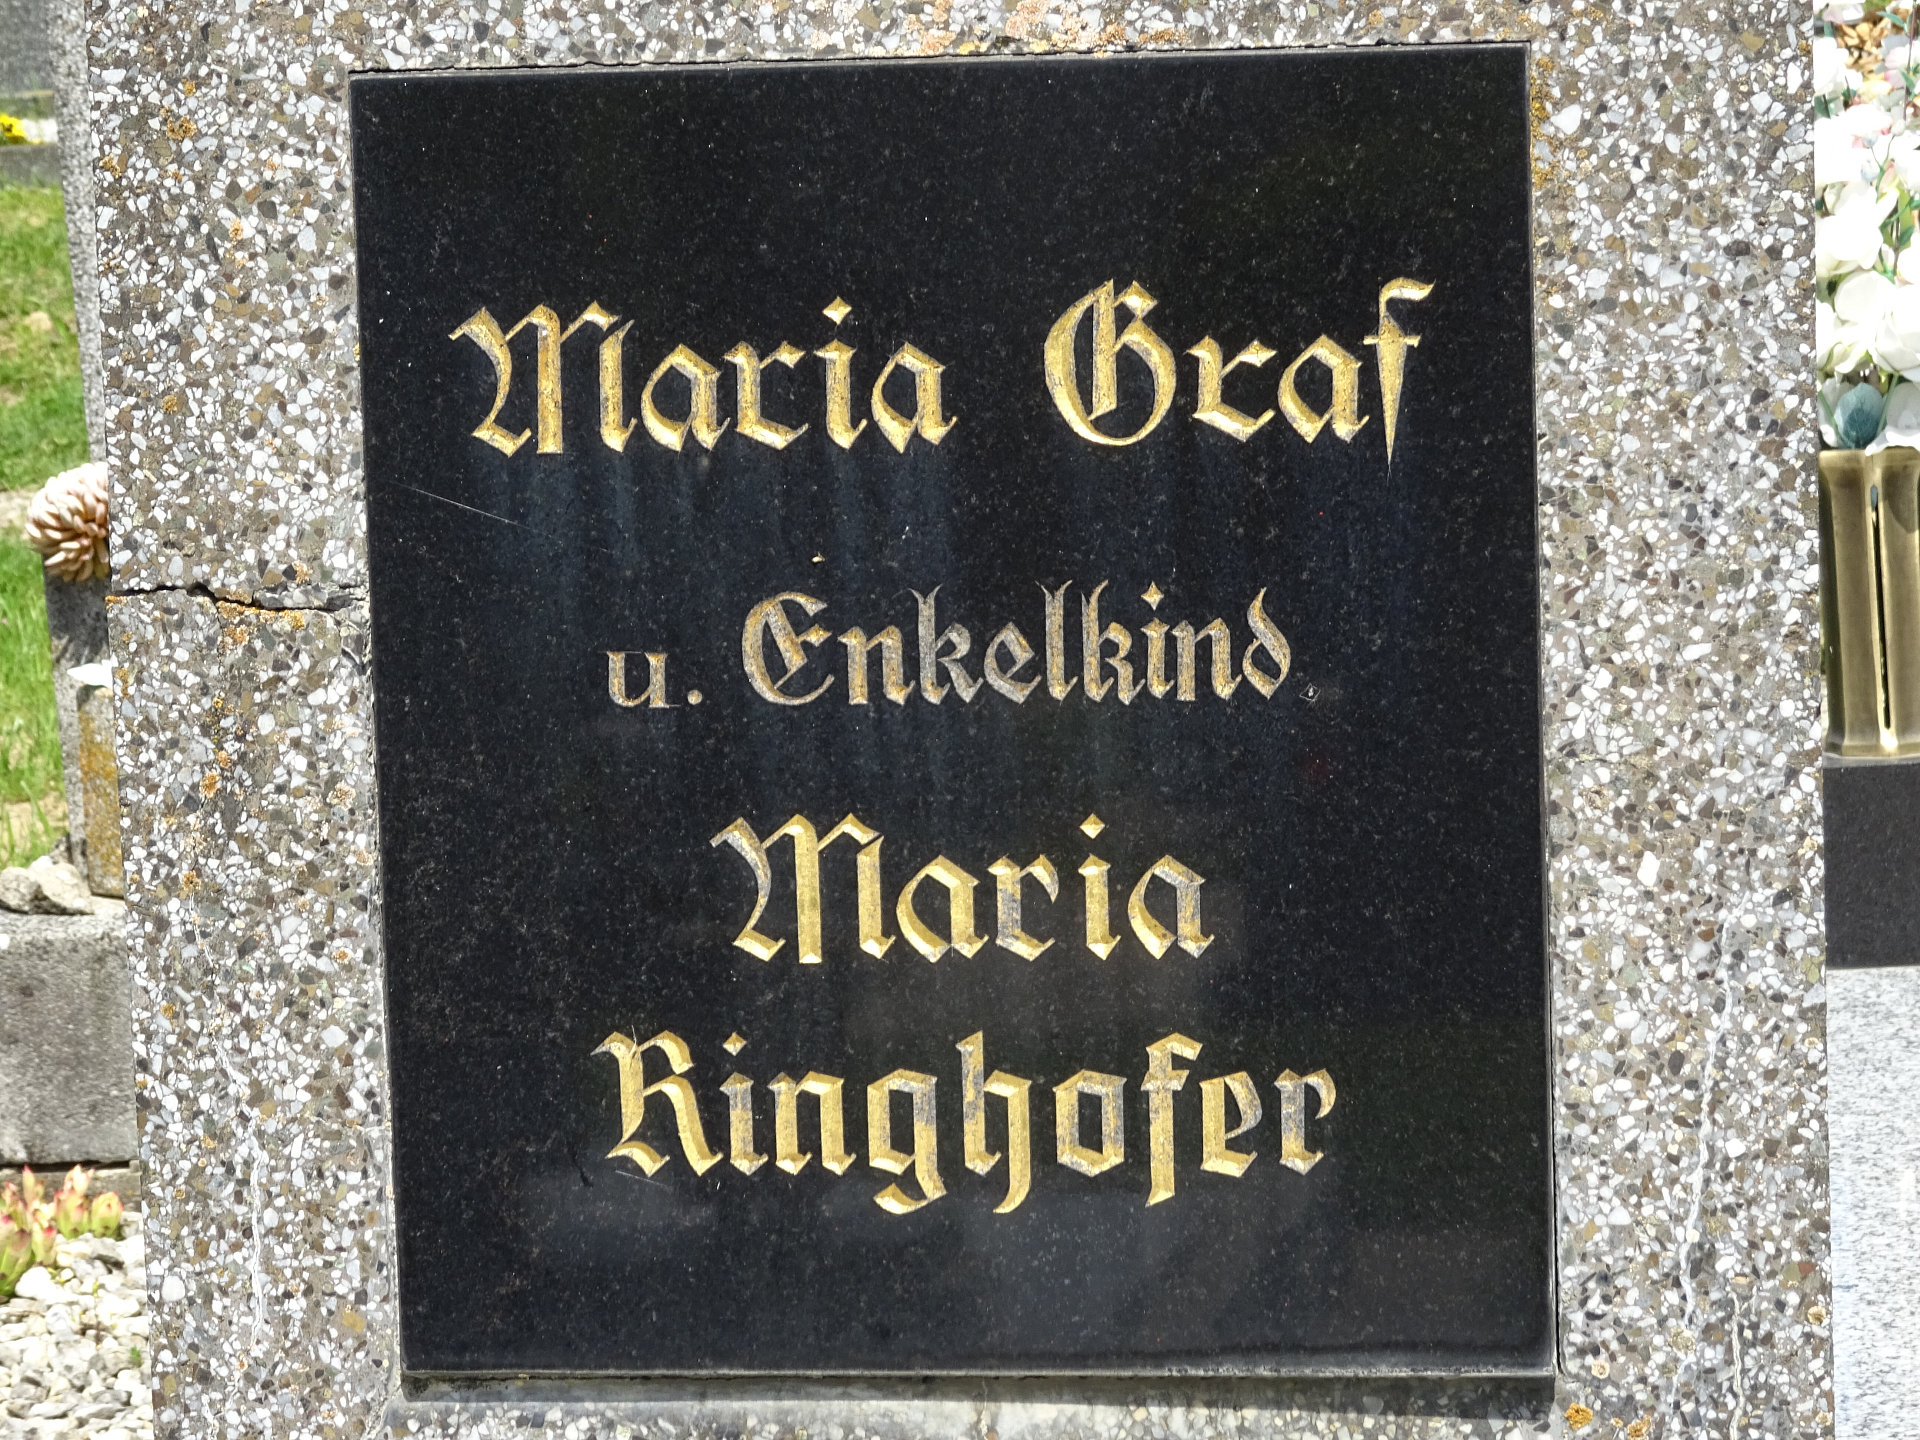 Maria Graf
u. Enkelkind
Maria
Ringhofer